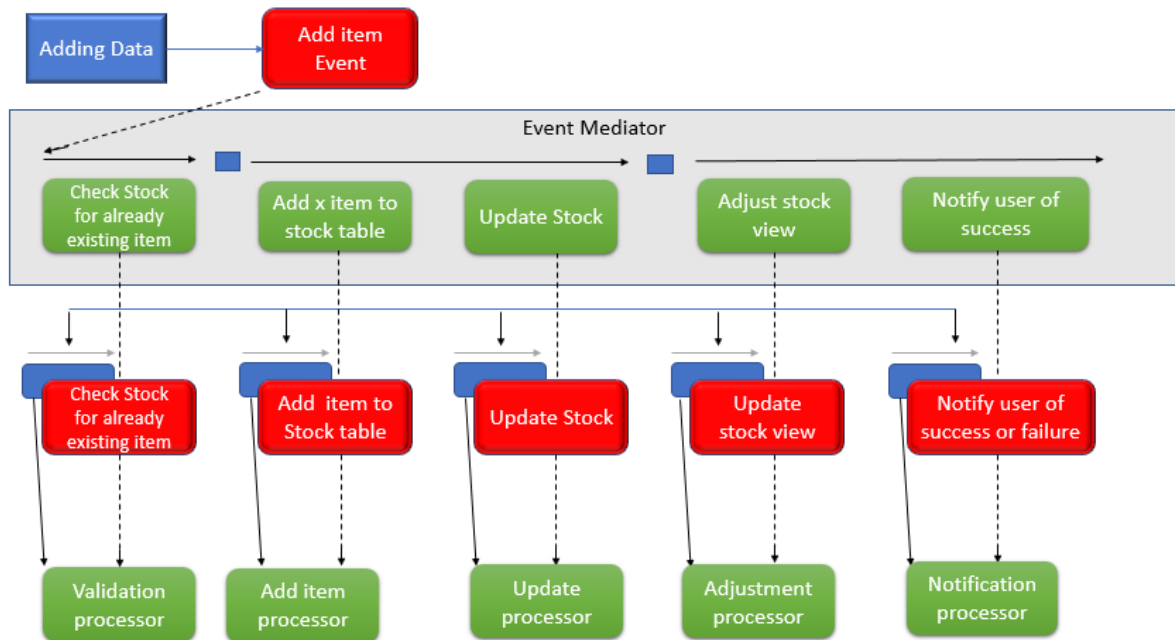 Adding Data
Add item
Event
Event Mediator
Check Stock
for already
existing item
Add x item to
stock table
Update Stock
Adjust stock
view
Notify user of
success
Check Stock
for already
existing item
Add item to
Stock table
Update Stock
Update
stock view
Notify user of
success or failure
Validation
processor
Add item
processor
Update
processor
Adjustment
processor
Notification
processor